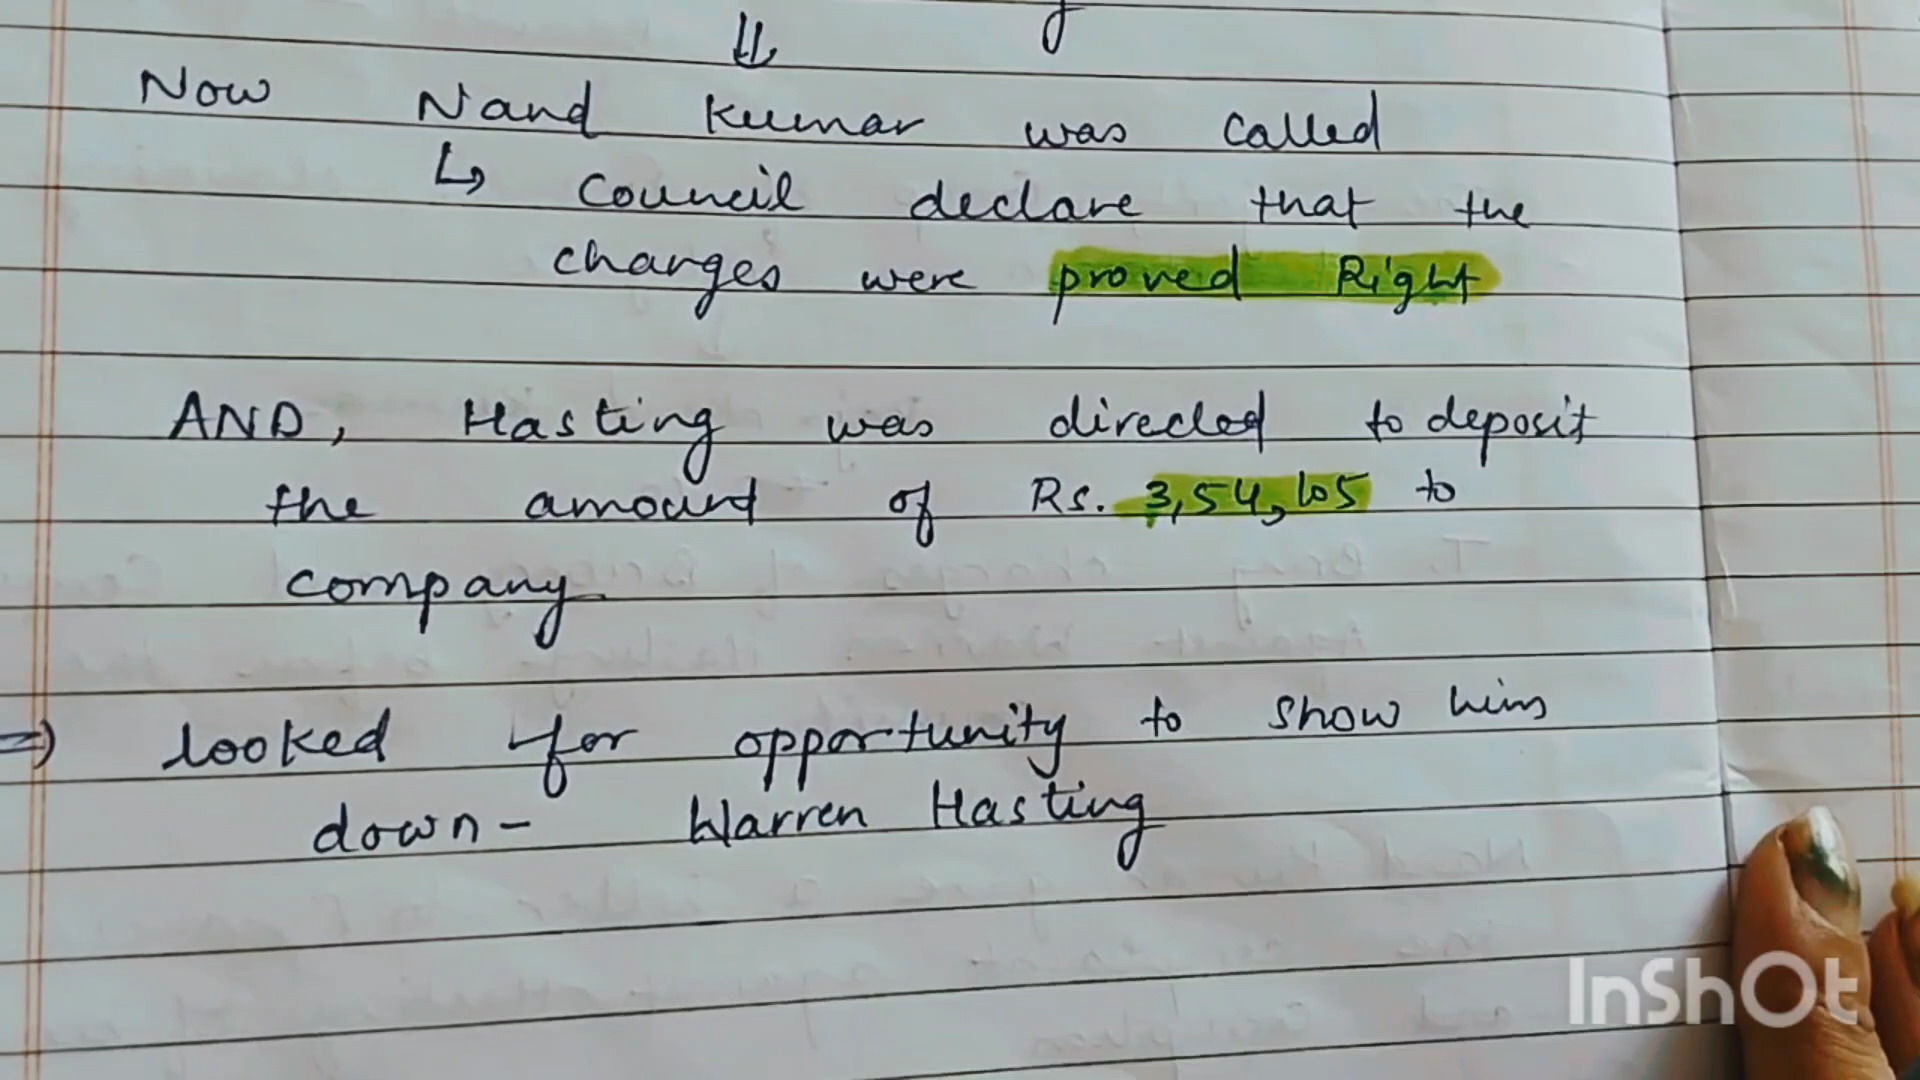 Now Nand Kumar was called
↳ Council declare that the
charges were proved Right
AND, Hasting was directed to deposit
the amount of Rs. 3,54,105 to
company.
⇒ looked for opportunity to show him
down - Warren Hasting
InShOt